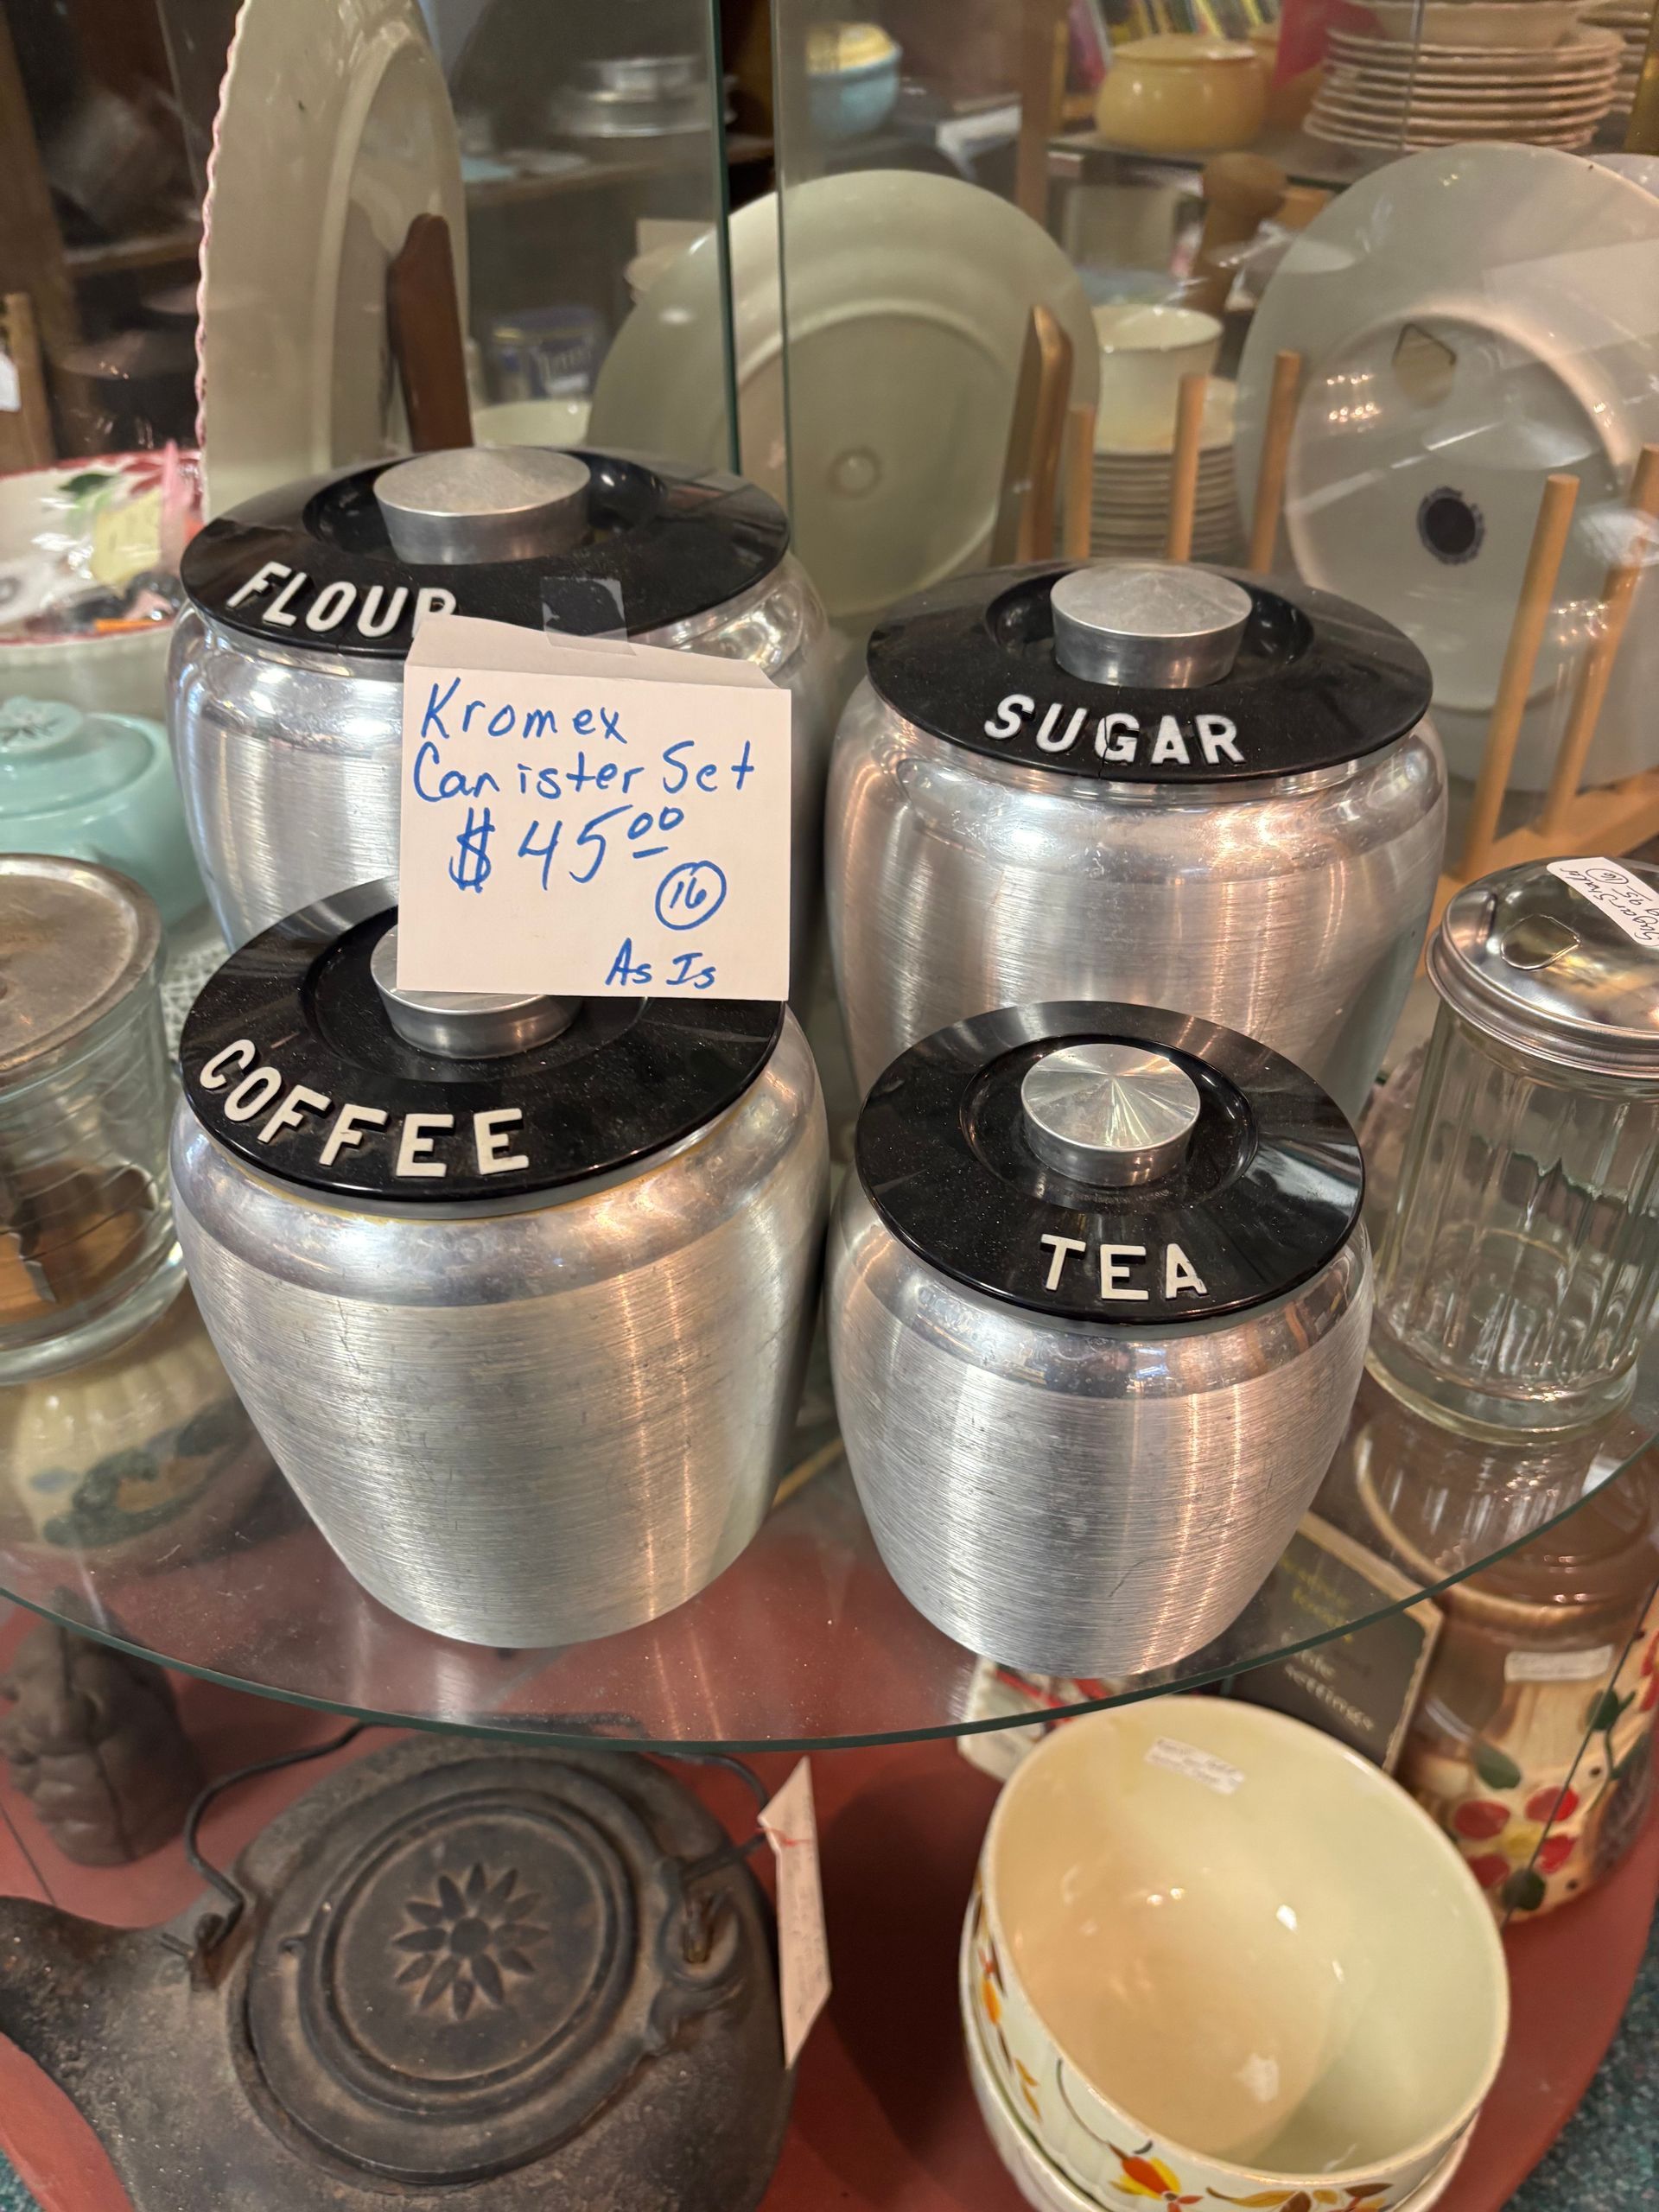 FLOUR
SUGAR
Kromex
Canister Set
$45.00
16
As Is
COFFEE
TEA